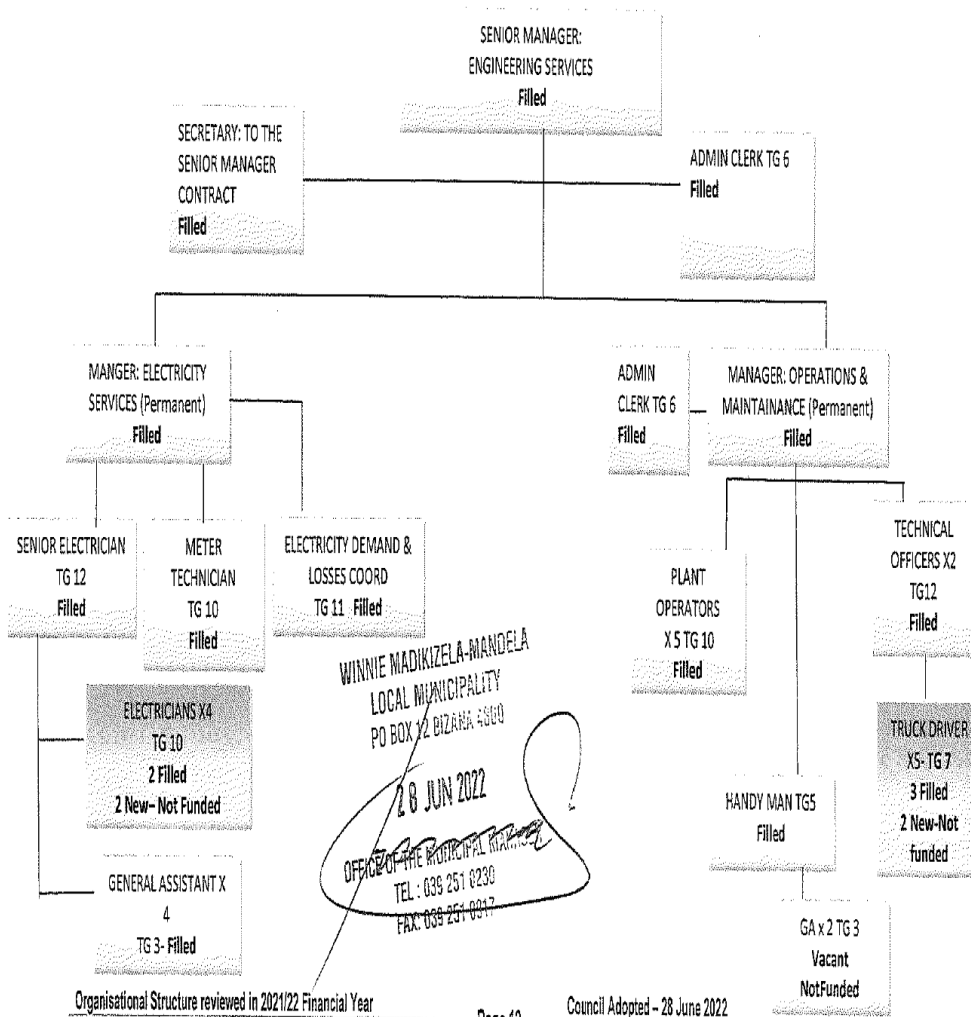 SENIOR MANAGER:
ENGINEERING SERVICES
Filled
SECRETARY: TO THE
SENIOR MANAGER
CONTRACT
Filled
ADMIN CLERK TG 6
Filled
MANGER: ELECTRICITY
SERVICES (Permanent)
Filled
ADMIN
CLERK TG 6
Filled
MANAGER: OPERATIONS &
MAINTAINANCE (Permanent)
Filled
SENIOR ELECTRICIAN
TG 12
Filled
METER
TECHNICIAN
TG 10
Filled
ELECTRICITY DEMAND &
LOSSES COORD
TG 11 Filled
PLANT
OPERATORS
X 5 TG 10
Filled
TECHNICAL
OFFICERS X2
TG12
Filled
ELECTRICIANS X4
TG 10
2 Filled
2 New– Not Funded
TRUCK DRIVER
X5- TG 7
3 Filled
2 New-Not
funded
HANDY MAN TG5
Filled
GENERAL ASSISTANT X
4
TG 3- Filled
GA x 2 TG 3
Vacant
NotFunded
WINNIE MADIKIZELA-MANDELA
LOCAL MUNICIPALITY
PO BOX 12 BIZANA 4800
28 JUN 2022
OFFICE OF THE MUNICIPAL
TEL : 039 251 0230
FAX: 039 251 0917
Organisational Structure reviewed in 2021/22 Financial Year
Council Adopted – 28 June 2022